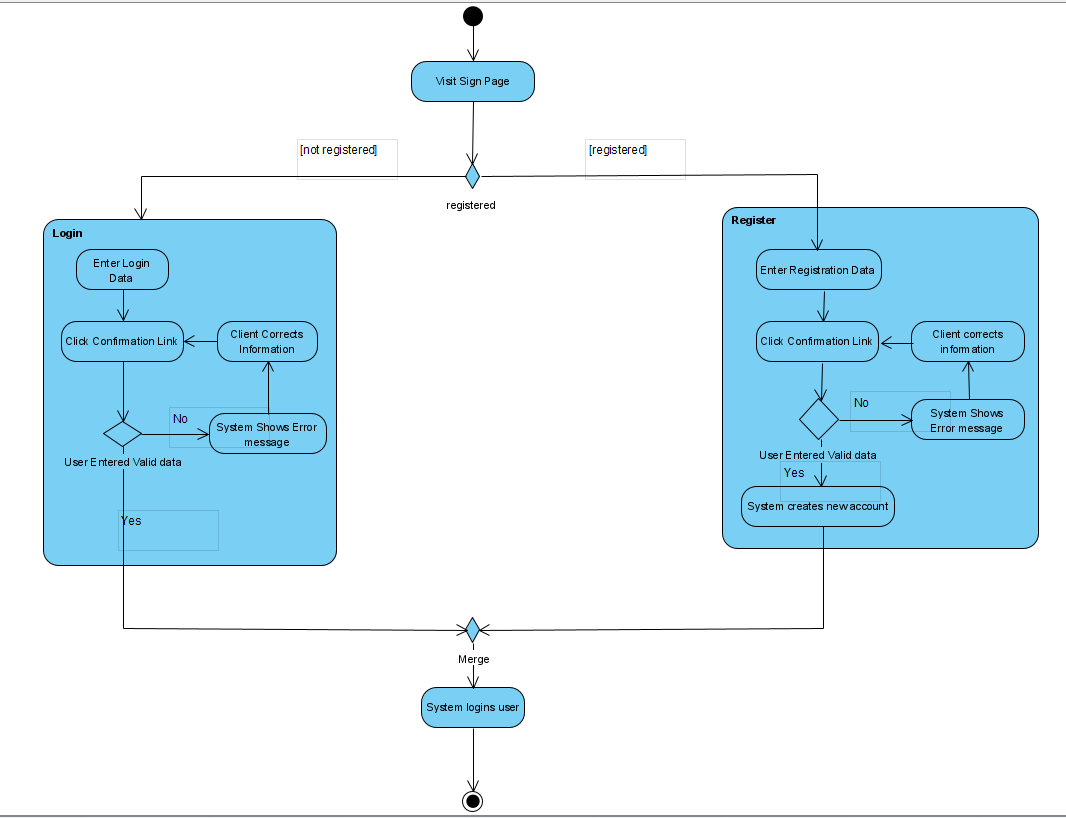 Visit Sign Page
[not registered]
[registered]
registered
Login
Enter Login
Data
Click Confirmation Link
Client Corrects
Information
No
System Shows Error
message
User Entered Valid data
Yes
Register
Enter Registration Data
Click Confirmation Link
Client corrects
information
No
System Shows
Error message
User Entered Valid data
Yes
System creates new account
Merge
System logins user